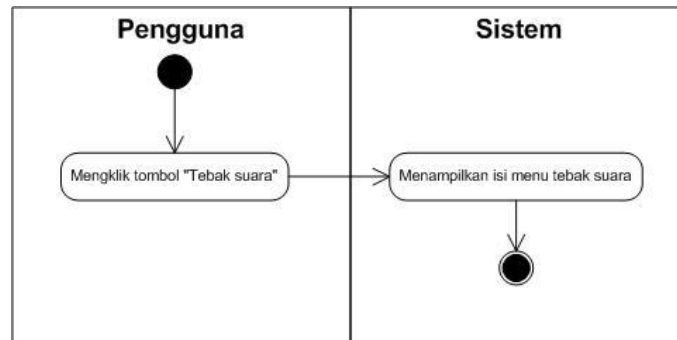 Pengguna
Sistem
Mengklik tombol "Tebak suara"
Menampilkan isi menu tebak suara